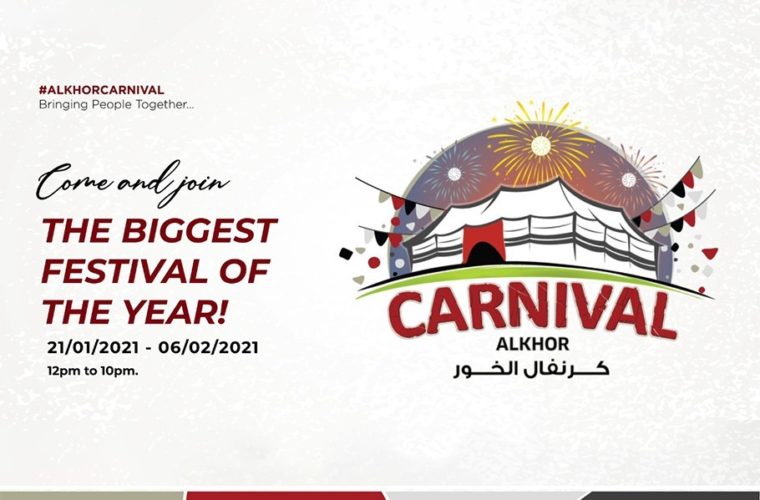 #ALKHORCARNIVAL
Bringing People Together...
Come and join
THE BIGGEST
FESTIVAL OF
THE YEAR!
21/01/2021 - 06/02/2021
12pm to 10pm.
CARNIVAL
ALKHOR
كرنفال الخور